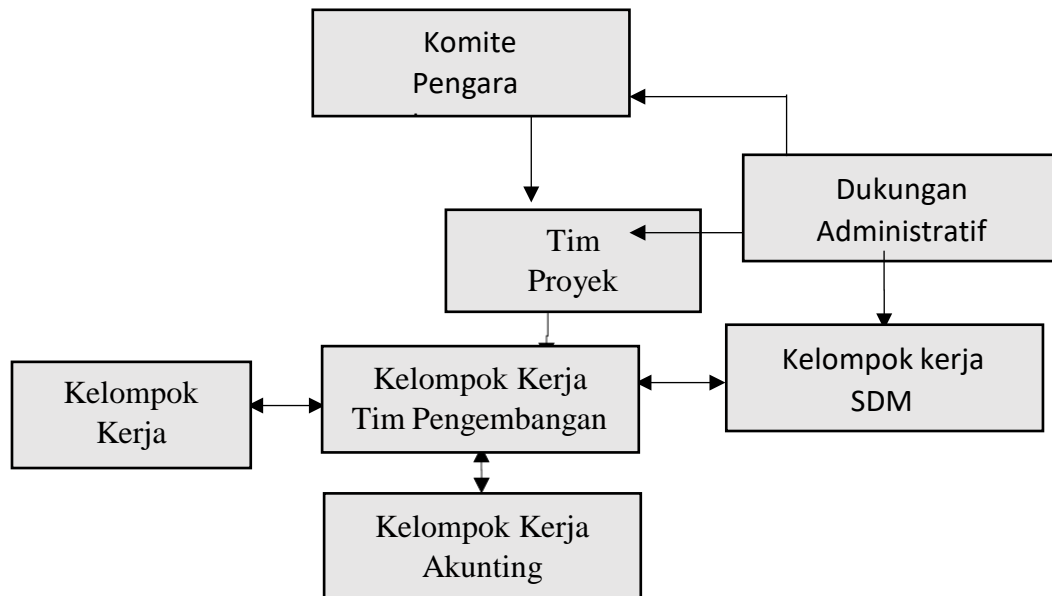 Komite
Pengara
Dukungan
Administratif
Tim
Proyek
Kelompok kerja
SDM
Kelompok Kerja
Tim Pengembangan
Kelompok
Kerja
Kelompok Kerja
Akunting